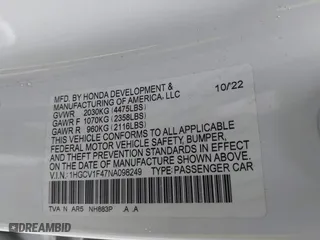 MFD. BY HONDA DEVELOPMENT & 10/22
MANUFACTURING OF AMERICA, LLC
GVWR 2030KG (4475LBS)
GAWR F 1070KG (2358LBS)
GAWR R 960KG (2116LBS)
THIS VEHICLE CONFORMS TO ALL APPLICABLE
FEDERAL MOTOR VEHICLE SAFETY, BUMPER,
AND THEFT PREVENTION STANDARDS IN EFFECT
ON THE DATE OF MANUFACTURE SHOWN ABOVE.
V.I.N.: 1HGCV1F47NA098249 TYPE PASSENGER CAR
TVA N AR5 NH883P A A
DREAMBID